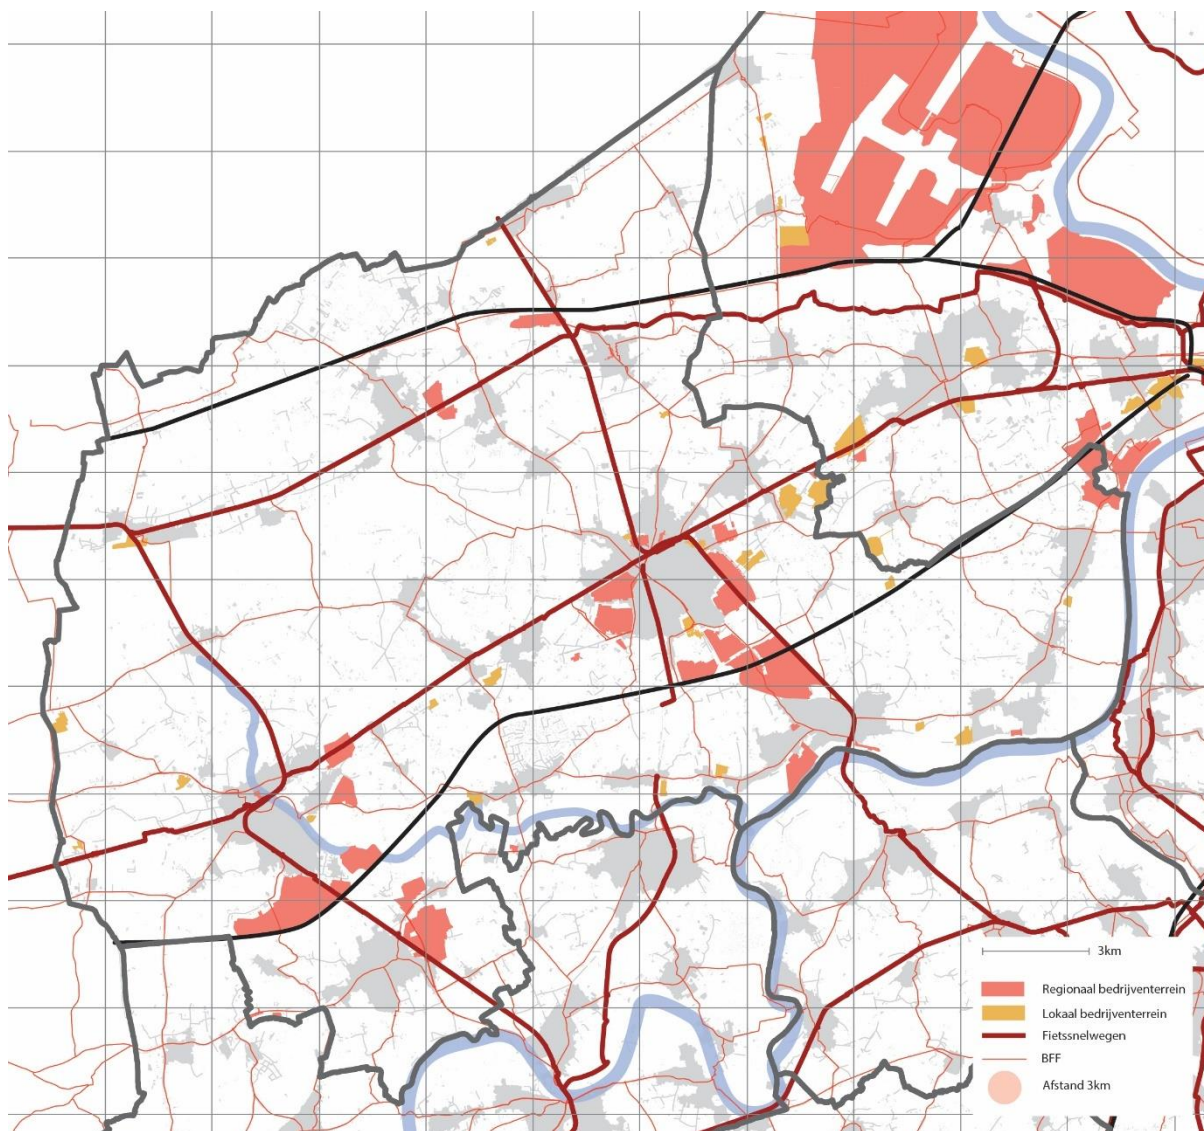 3km
Regionaal bedrijventerrein
Lokaal bedrijventerrein
Fietssnelwegen
BFF
Afstand 3km